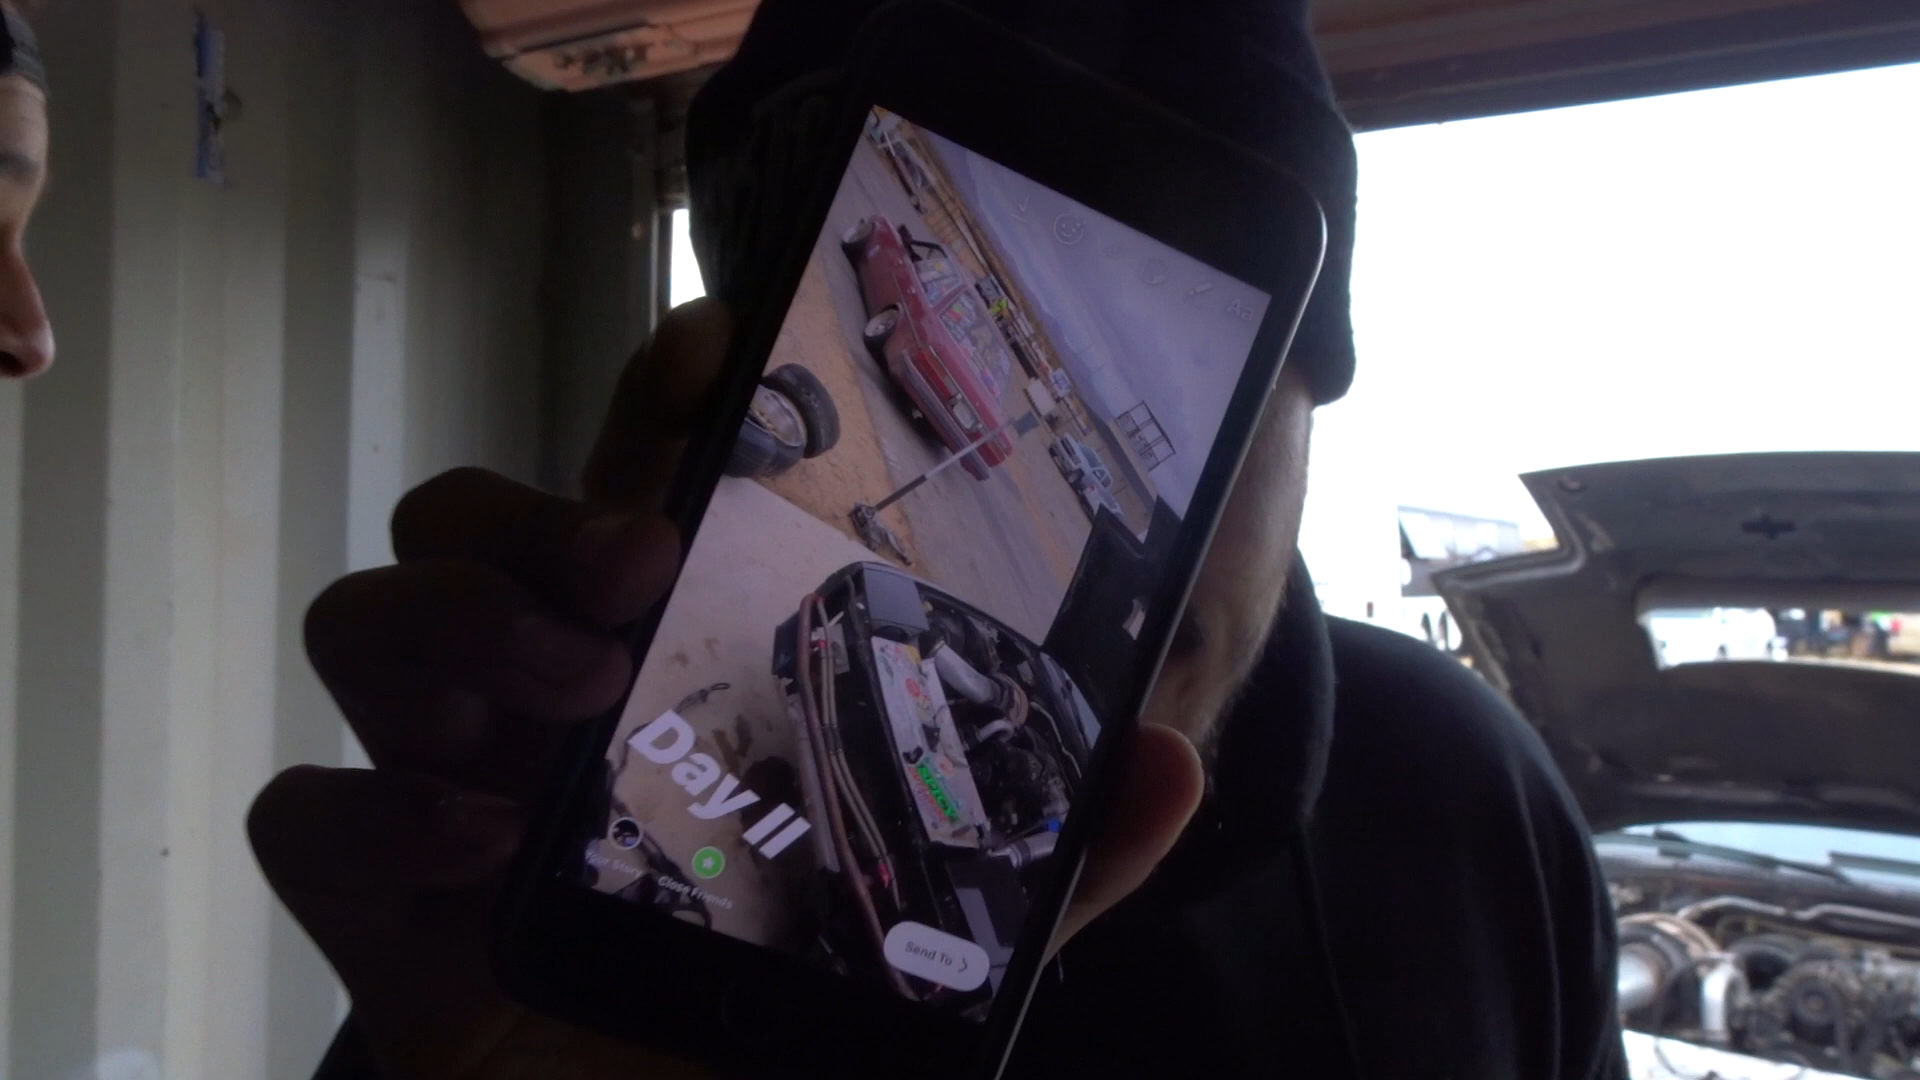 Aa
Day II
Your Story
Close Friends
Send To